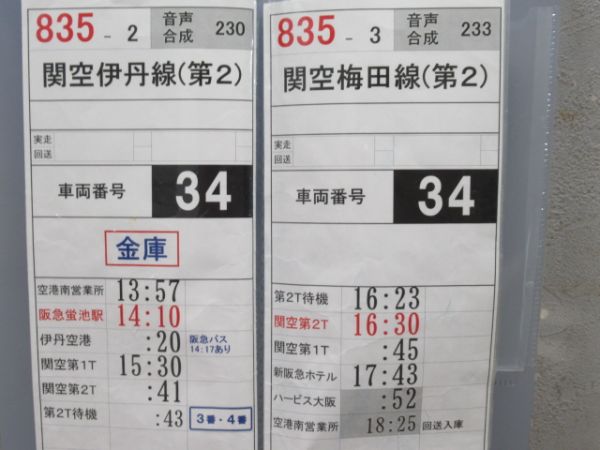 835 - 2 音声合成 230
関空伊丹線(第2)
実走
回送
車両番号 34
金庫
空港南営業所 13:57
阪急蛍池駅 14:10
伊丹空港 :20 阪急バス 14:17あり
関空第1T 15:30
関空第2T :41
第2T待機 :43 3番・4番
835 - 3 音声合成 233
関空梅田線(第2)
実走
回送
車両番号 34
第2T待機 16:23
関空第2T 16:30
関空第1T :45
新阪急ホテル 17:43
ハービス大阪 :52
空港南営業所 18:25 回送入庫